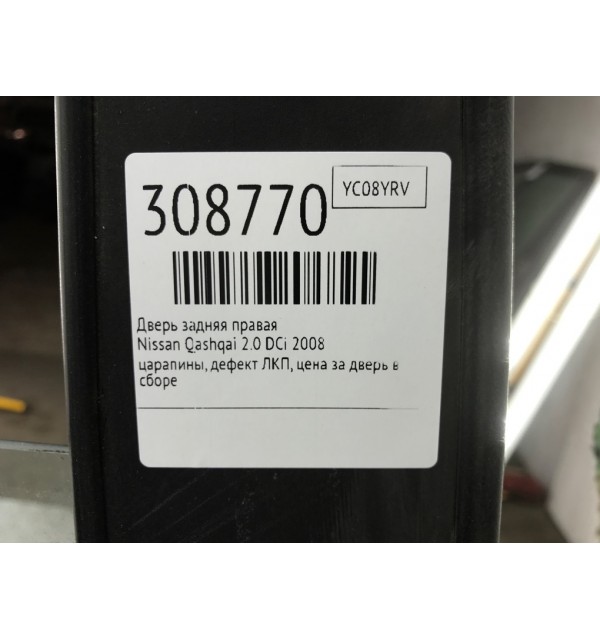 308770
YC08YRV
Дверь задняя правая
Nissan Qashqai 2.0 DCi 2008
царапины, дефект ЛКП, цена за дверь в
сборе